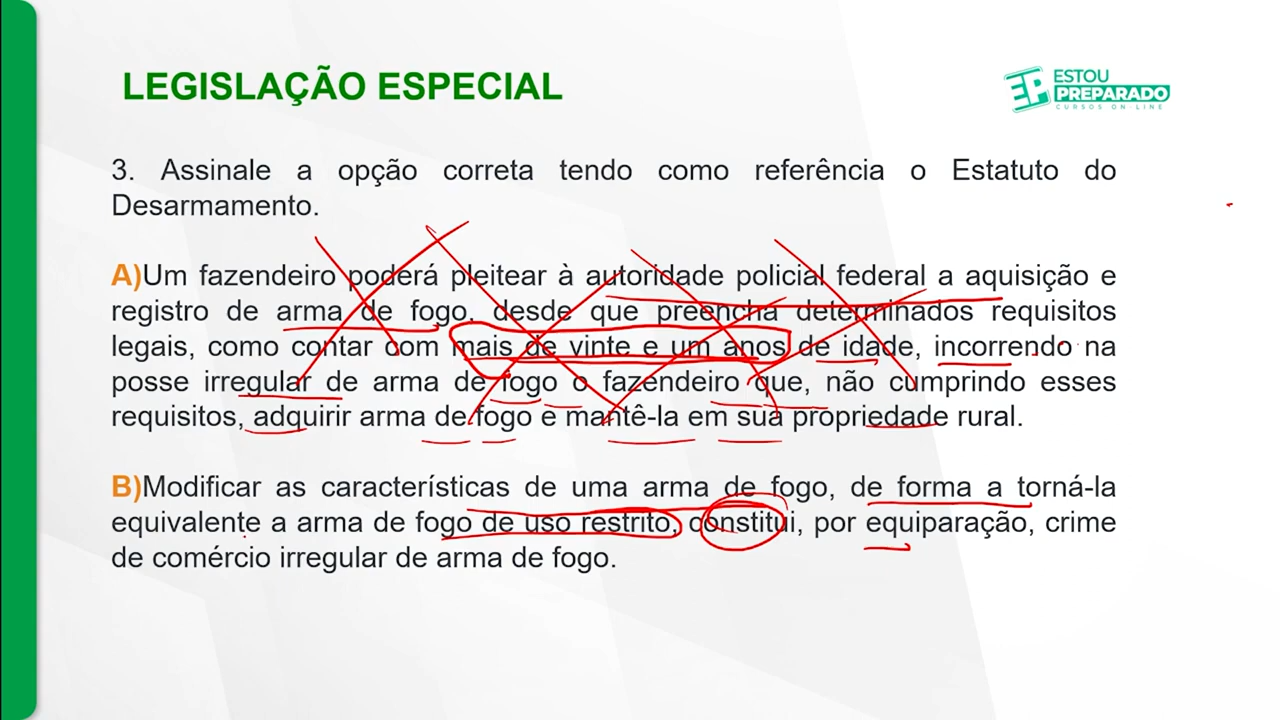 LEGISLAÇÃO ESPECIAL
ESTOU
PREPARADO
CURSOS ON-LINE
3. Assinale a opção correta tendo como referência o Estatuto do
Desarmamento.
A)Um fazendeiro poderá pleitear à autoridade policial federal a aquisição e
registro de arma de fogo, desde que preencha determinados requisitos
legais, como contar com mais de vinte e um anos de idade, incorrendo na
posse irregular de arma de fogo o fazendeiro que, não cumprindo esses
requisitos, adquirir arma de fogo e mantê-la em sua propriedade rural.
B)Modificar as características de uma arma de fogo, de forma a torná-la
equivalente a arma de fogo de uso restrito, constitui, por equiparação, crime
de comércio irregular de arma de fogo.